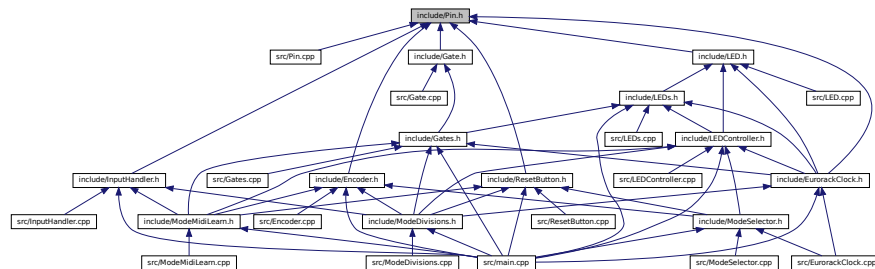 include/Pin.h
src/Pin.cpp
include/Gate.h
include/LED.h
src/Gate.cpp
include/LEDs.h
src/LED.cpp
include/Gates.h
src/LEDs.cpp
include/LEDController.h
include/InputHandler.h
src/Gates.cpp
include/Encoder.h
include/ResetButton.h
src/LEDController.cpp
include/EurorackClock.h
src/InputHandler.cpp
include/ModeMidiLearn.h
src/Encoder.cpp
include/ModeDivisions.h
src/ResetButton.cpp
include/ModeSelector.h
src/ModeMidiLearn.cpp
src/ModeDivisions.cpp
src/main.cpp
src/ModeSelector.cpp
src/EurorackClock.cpp